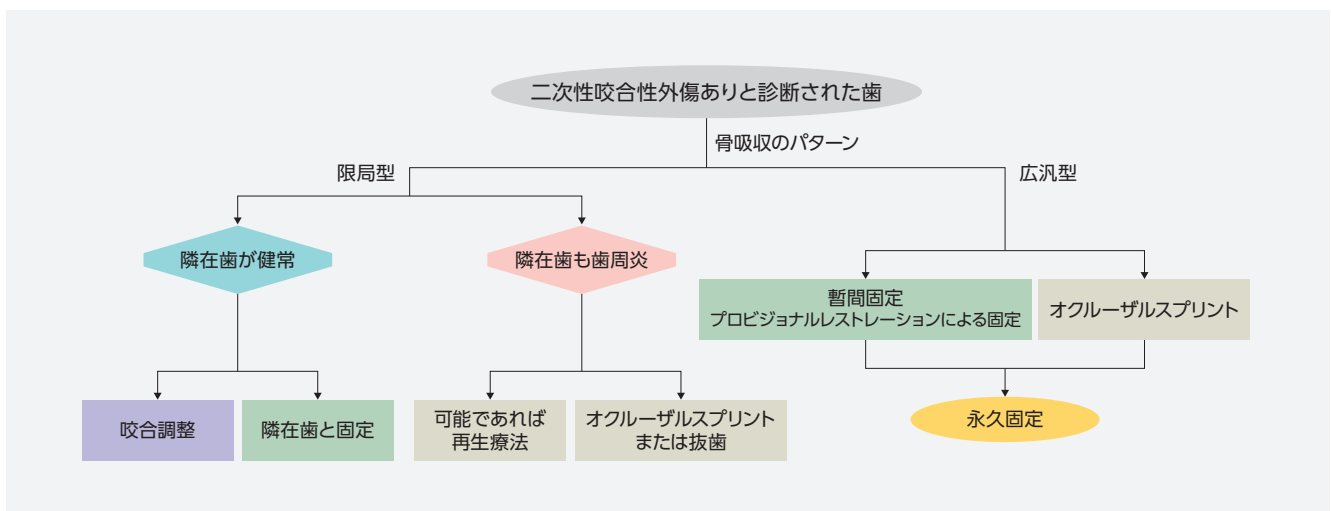 二次性咬合性外傷ありと診断された歯
骨吸収のパターン
限局型
広汎型
隣在歯が健常
隣在歯も歯周炎
暫間固定
プロビジョナルレストレーションによる固定
オクルーザルスプリント
咬合調整
隣在歯と固定
可能であれば
再生療法
オクルーザルスプリント
または抜歯
永久固定